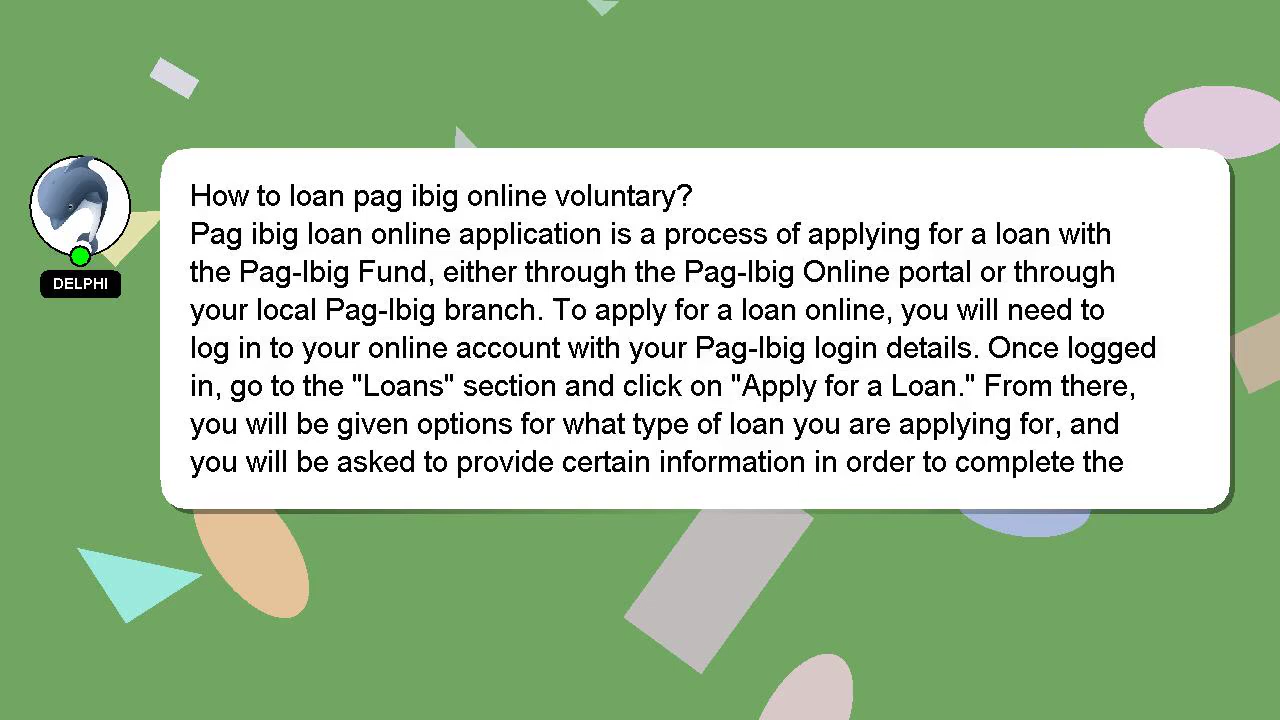 How to loan pag ibig online voluntary?
Pag ibig loan online application is a process of applying for a loan with
the Pag-Ibig Fund, either through the Pag-Ibig Online portal or through
your local Pag-Ibig branch. To apply for a loan online, you will need to
log in to your online account with your Pag-Ibig login details. Once logged
in, go to the "Loans" section and click on "Apply for a Loan." From there,
you will be given options for what type of loan you are applying for, and
you will be asked to provide certain information in order to complete the
DELPHI